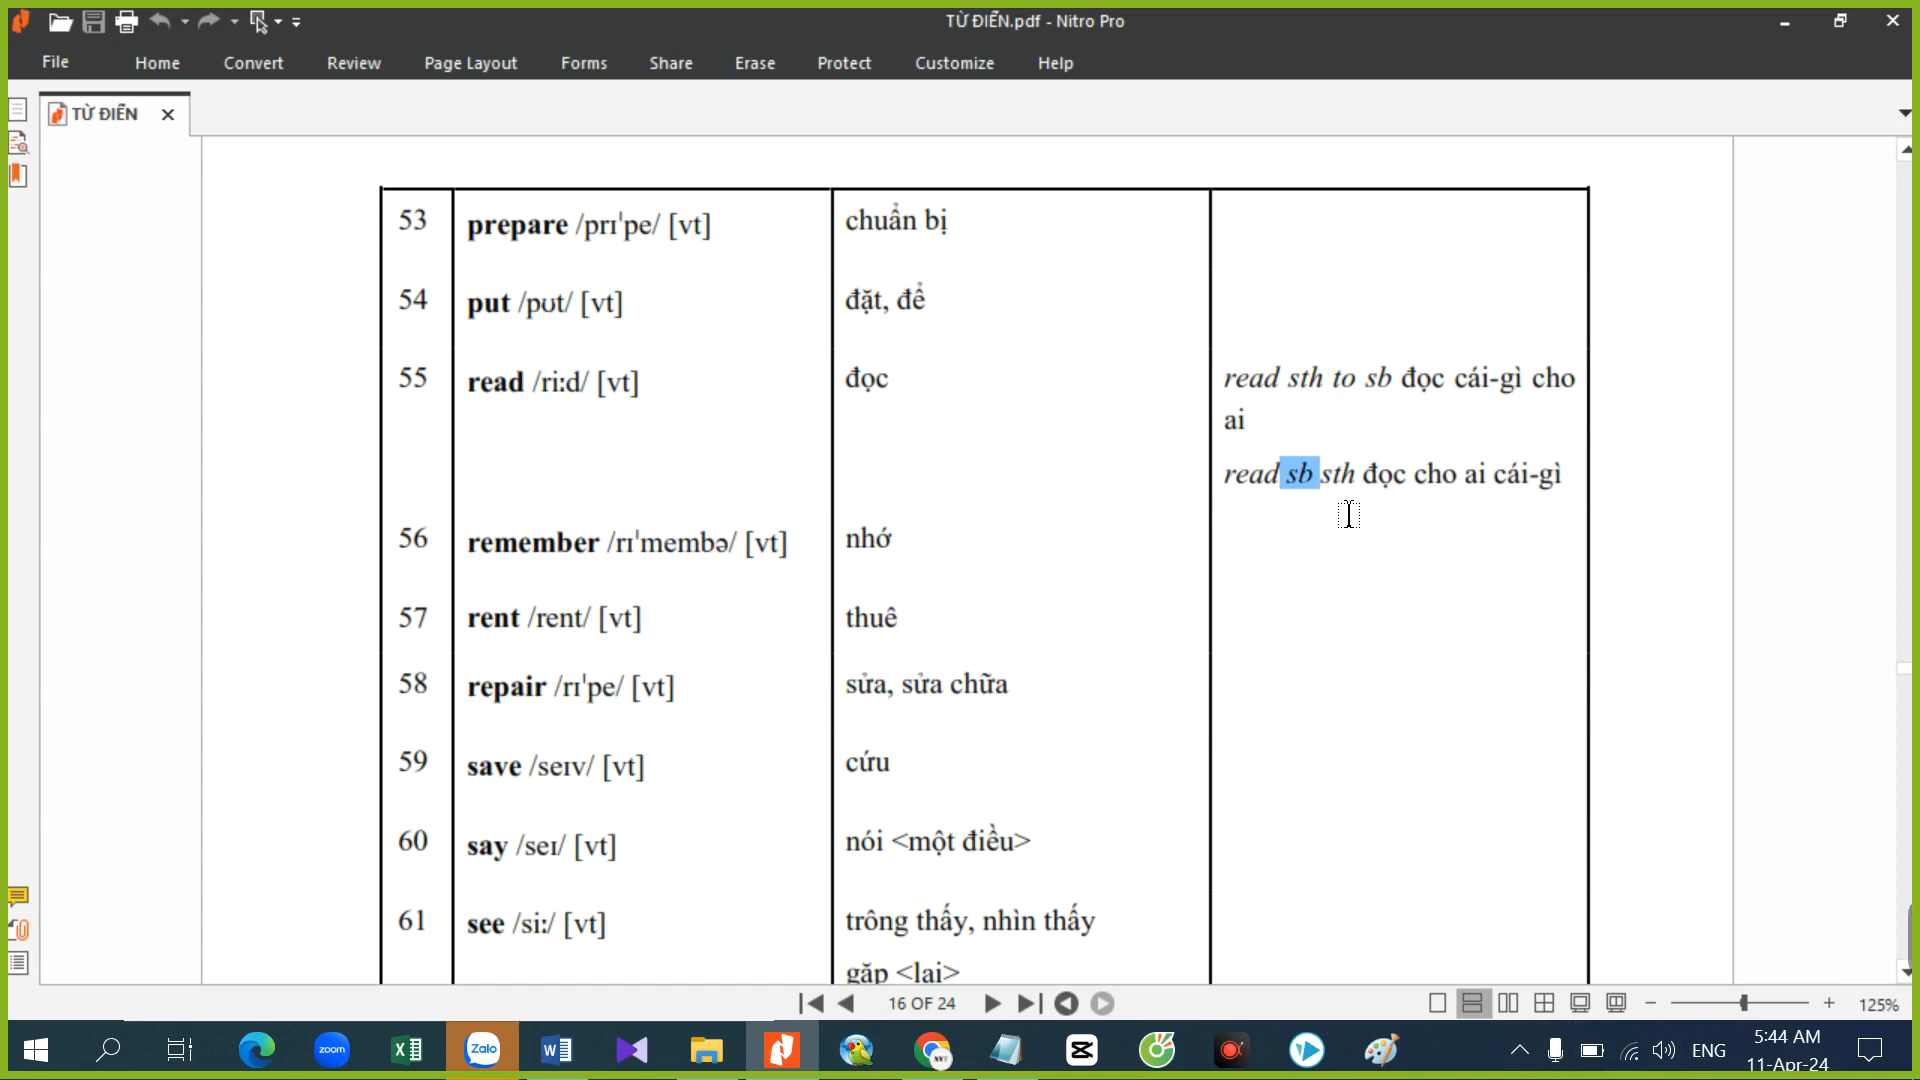 TỪ ĐIỂN.pdf - Nitro Pro
File Home Convert Review Page Layout Forms Share Erase Protect Customize Help
TỪ ĐIỂN
53 prepare /prɪˈpe/ [vt] chuẩn bị
54 put /pʊt/ [vt] đặt, để
55 read /riːd/ [vt] đọc read sth to sb đọc cái-gì cho
ai
read sb sth đọc cho ai cái-gì
56 remember /rɪˈmembə/ [vt] nhớ
57 rent /rent/ [vt] thuê
58 repair /rɪˈpe/ [vt] sửa, sửa chữa
59 save /seɪv/ [vt] cứu
60 say /seɪ/ [vt] nói <một điều>
61 see /siː/ [vt] trông thấy, nhìn thấy
gặp <lại>
16 OF 24
125%
zoom
Zalo
ENG
5:44 AM
11-Apr-24